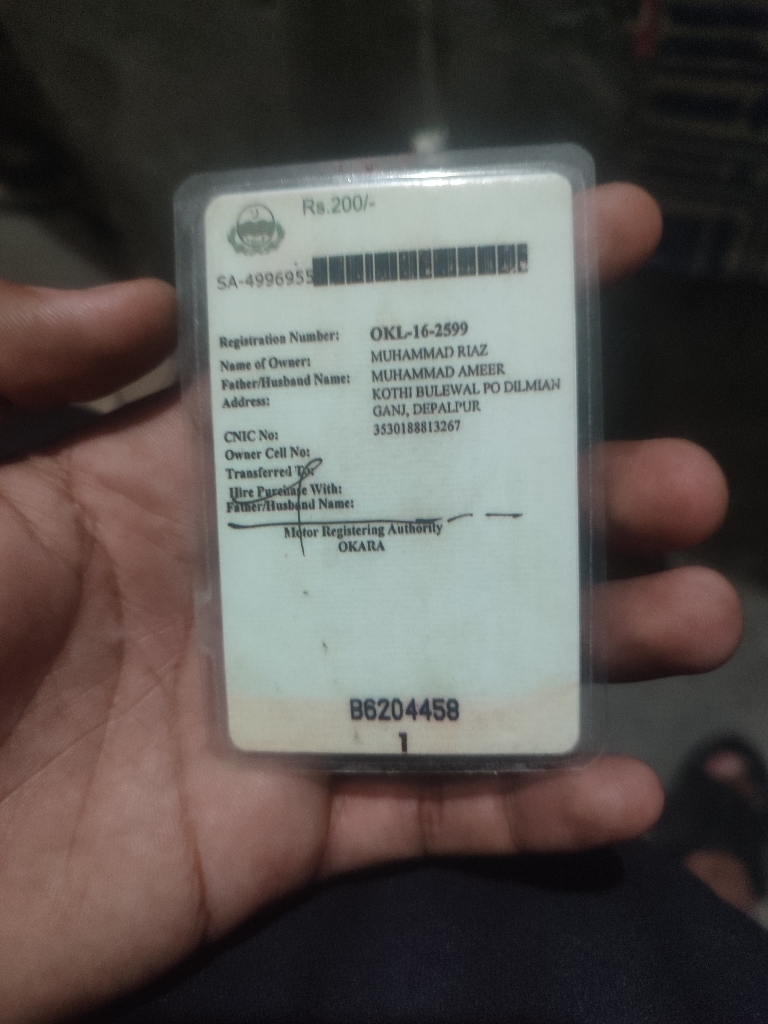 Rs.200/-
SA-4996955
Registration Number: OKL-16-2599
Name of Owner: MUHAMMAD RIAZ
Father/Husband Name: MUHAMMAD AMEER
Address: KOTHI BULEWAL PO DILMIAH
GANJ, DEPALPUR
CNIC No: 3530188813267
Owner Cell No:
Transferred To:
Hire Purchase With:
Father/Husband Name:
Motor Registering Authority
OKARA
B6204458
1